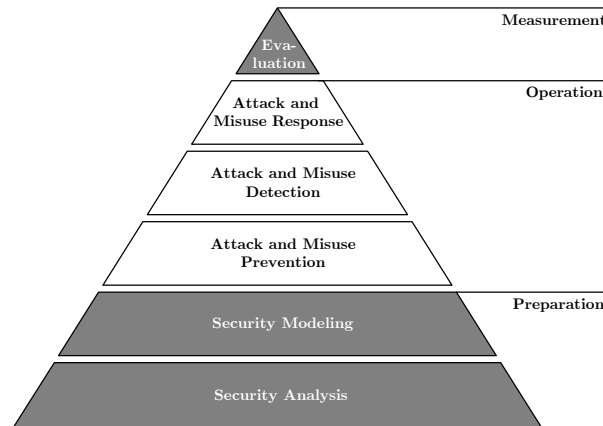 Measurement
Eva-
luation
Operation
Attack and
Misuse Response
Attack and Misuse
Detection
Attack and Misuse
Prevention
Preparation
Security Modeling
Security Analysis